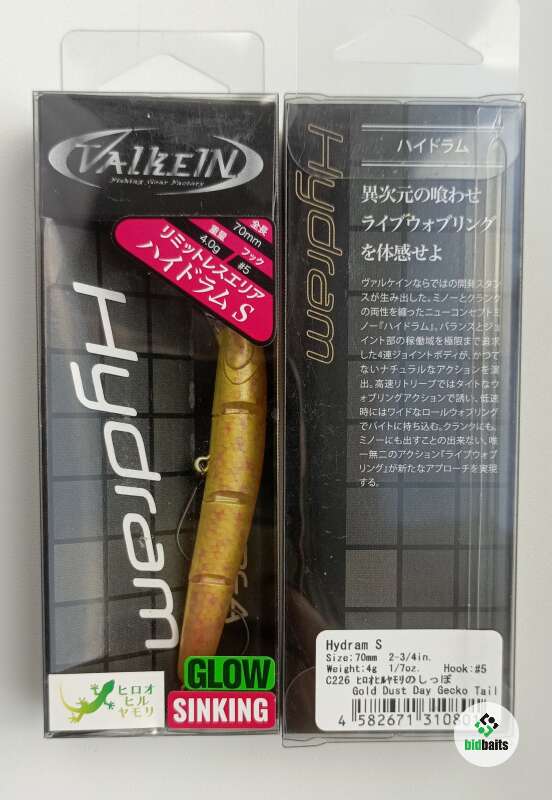 VALKEIN
Fishing Gear Factory
全長
70mm
重量
4.0g
フック
#5
リミットレスエリア
ハイドラム S
Hydram
GLOW
SINKING
ヒロオ
ヒル
ヤモリ
Hydram
ハイドラム
異次元の喰わせ
ライブウォブリング
を体感せよ
ヴァルケインならではの開発スタン
スが生み出した、ミノーとクランク
の両性を纏ったニューコンセプトミ
ノー『ハイドラム』。バランスとジョ
イント部の稼働域を極限まで追求
した4連ジョイントボディが、かつて
ないナチュラルなアクションを演
出。高速リトリーブではタイトなウ
ォブリングアクションで誘い、低速
時にはワイドなロールウォブリング
でバイトに持ち込む。クランクにも、
ミノーにも出すことの出来ない、唯
一無二のアクション『ライブウォブ
リング』が新たなアプローチを実現
する。
Hydram S
Size:70mm 2-3/4in.
Weight:4g 1/7oz. Hook:#5
C226 ﾋﾛｵﾋﾙﾔﾓﾘのしっぽ
Gold Dust Day Gecko Tail
4 582671 31080
bidbaits